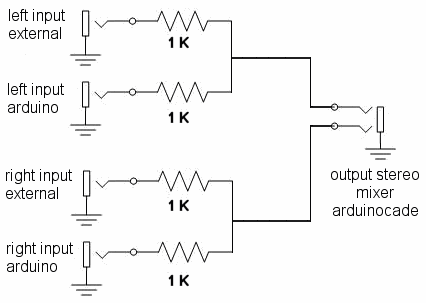 left input
external
1 K
left input
arduino
1 K
right input
external
1 K
right input
arduino
1 K
output stereo
mixer
arduinocade